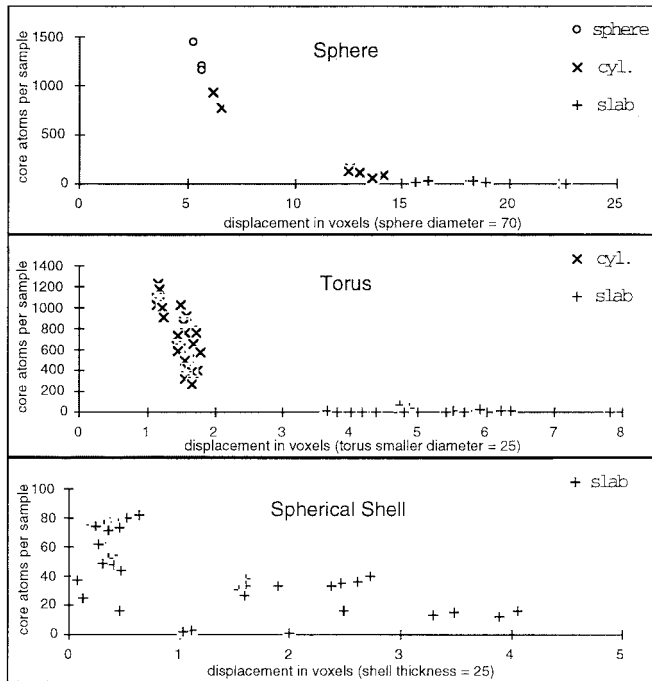 Sphere
sphere
cyl.
slab
core atoms per sample
1500
1000
500
0
0 5 10 15 20 25
displacement in voxels (sphere diameter = 70)
Torus
cyl.
slab
core atoms per sample
1400
1200
1000
800
600
400
200
0
0 1 2 3 4 5 6 7 8
displacement in voxels (torus smaller diameter = 25)
Spherical Shell
slab
core atoms per sample
100
80
60
40
20
0
0 1 2 3 4 5
displacement in voxels (shell thickness = 25)